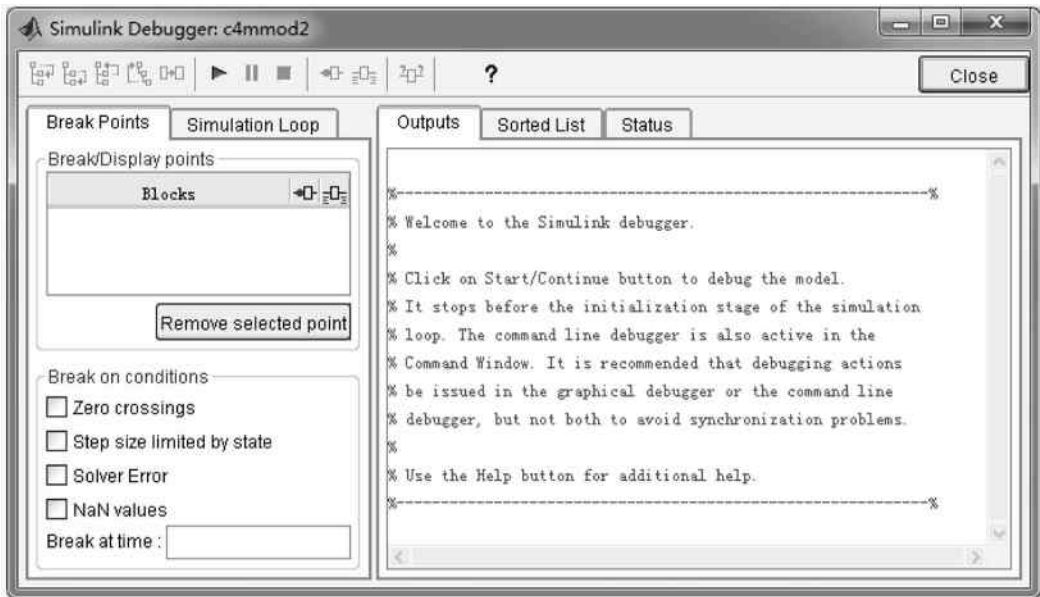 Simulink Debugger: c4mmod2
?
Close
Break Points
Simulation Loop
Break/Display points
Blocks
Remove selected point
Break on conditions
Zero crossings
Step size limited by state
Solver Error
NaN values
Break at time :
Outputs
Sorted List
Status
%----------------------------------------------------------------%
% Welcome to the Simulink debugger.
%
% Click on Start/Continue button to debug the model.
% It stops before the initialization stage of the simulation
% loop. The command line debugger is also active in the
% Command Window. It is recommended that debugging actions
% be issued in the graphical debugger or the command line
% debugger, but not both to avoid synchronization problems.
%
% Use the Help button for additional help.
%----------------------------------------------------------------%